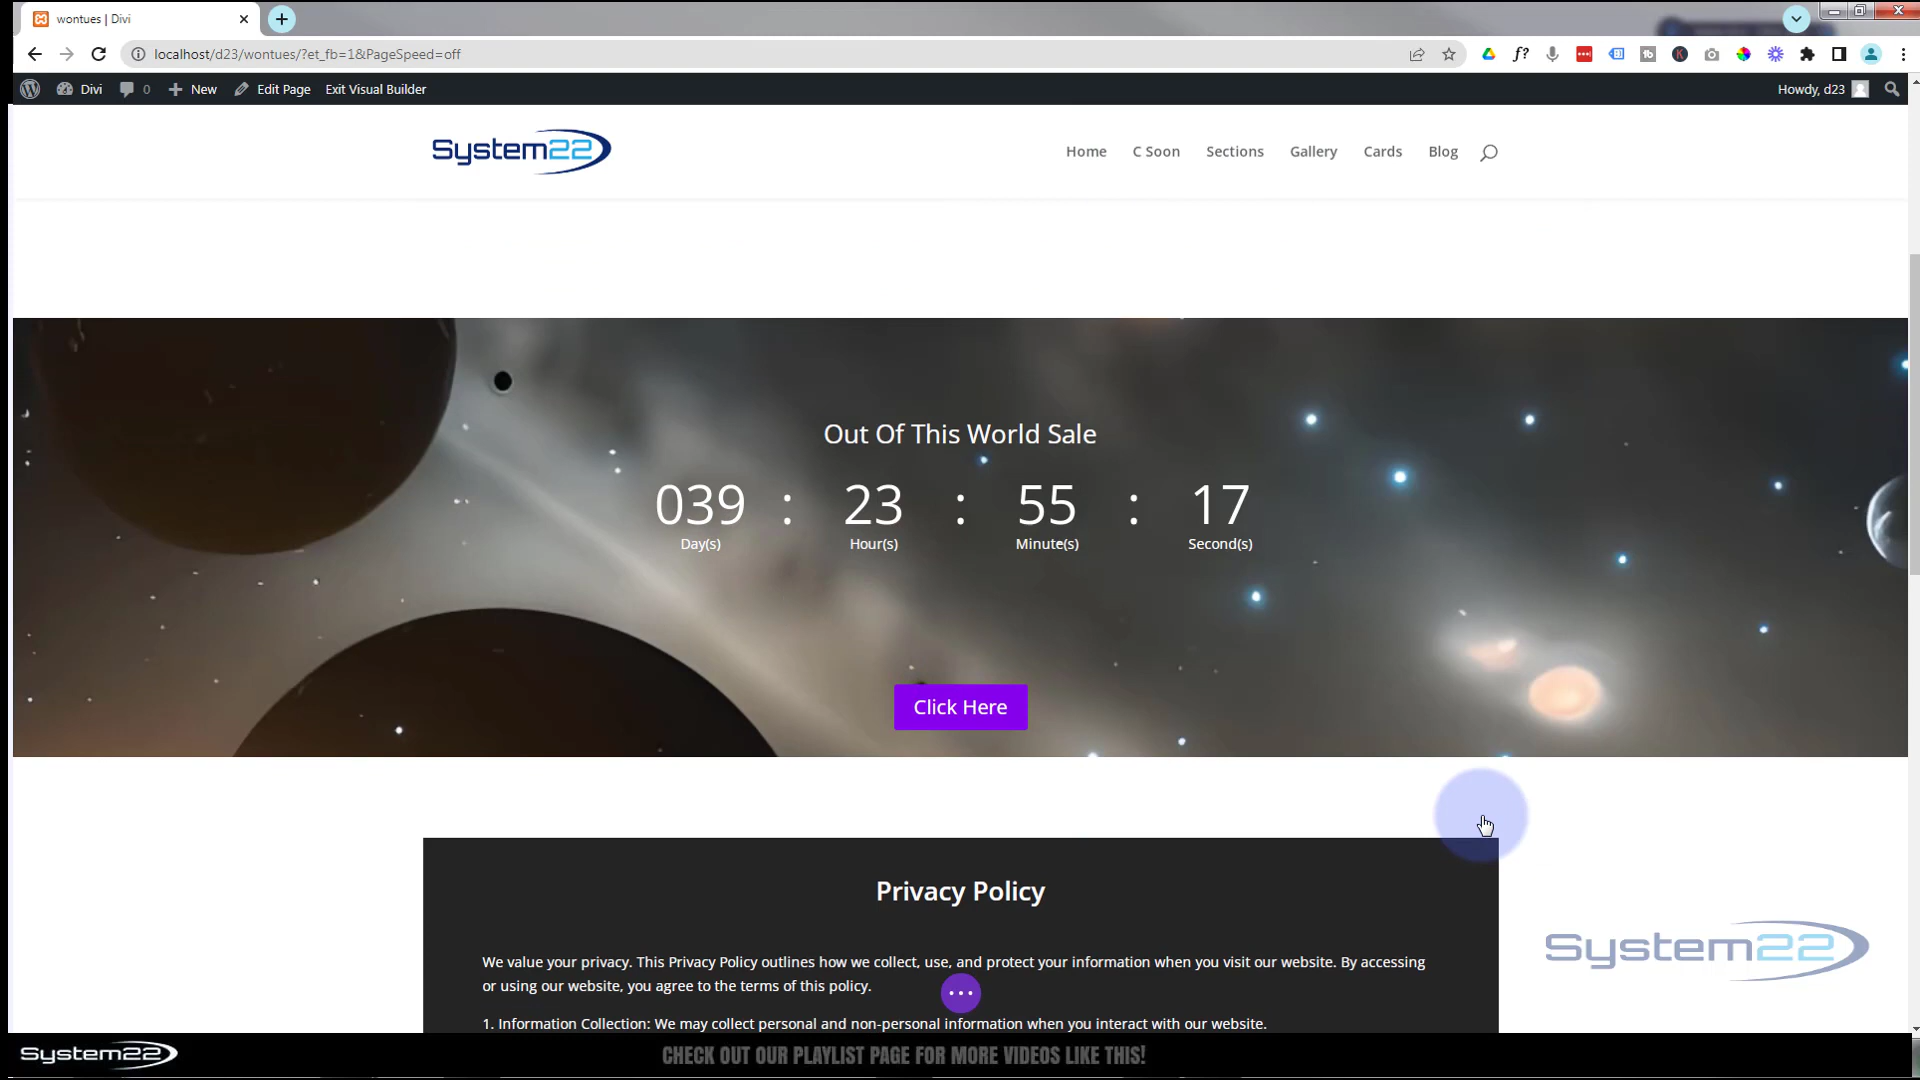 wontues | Divi
localhost/d23/wontues/?et_fb=1&PageSpeed=off
Divi 0 New Edit Page Exit Visual Builder Howdy, d23
System22 Home C Soon Sections Gallery Cards Blog
Out Of This World Sale
039 : 23 : 55 : 17
Day(s) Hour(s) Minute(s) Second(s)
Click Here
Privacy Policy
We value your privacy. This Privacy Policy outlines how we collect, use, and protect your information when you visit our website. By accessing
or using our website, you agree to the terms of this policy.
System22
1. Information Collection: We may collect personal and non-personal information when you interact with our website.
System22 CHECK OUT OUR PLAYLIST PAGE FOR MORE VIDEOS LIKE THIS!